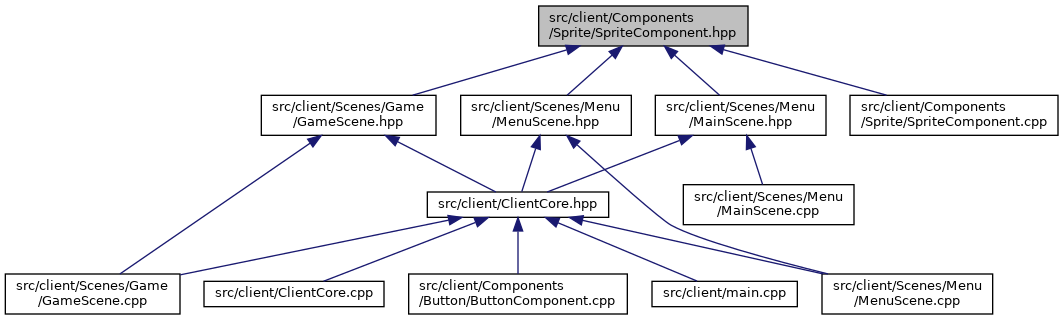 src/client/Components
/Sprite/SpriteComponent.hpp
src/client/Scenes/Game
/GameScene.hpp
src/client/Scenes/Menu
/MenuScene.hpp
src/client/Scenes/Menu
/MainScene.hpp
src/client/Components
/Sprite/SpriteComponent.cpp
src/client/ClientCore.hpp
src/client/Scenes/Menu
/MainScene.cpp
src/client/Scenes/Game
/GameScene.cpp
src/client/ClientCore.cpp
src/client/Components
/Button/ButtonComponent.cpp
src/client/main.cpp
src/client/Scenes/Menu
/MenuScene.cpp